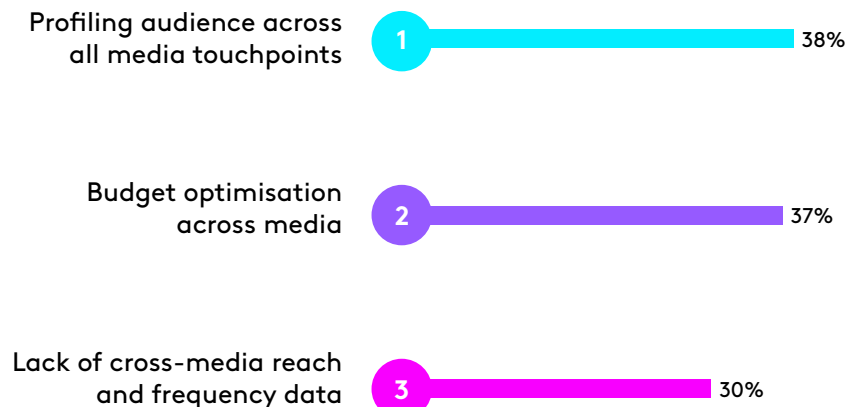 Profiling audience across
all media touchpoints
1
38%
Budget optimisation
across media
2
37%
Lack of cross-media reach
and frequency data
3
30%